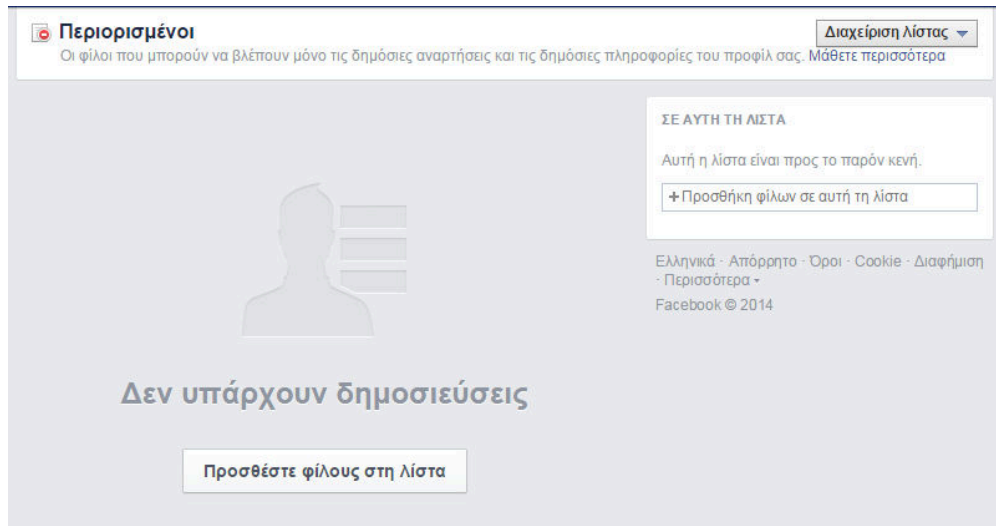 Περιορισμένοι
Διαχείριση Λίστας
Οι φίλοι που μπορούν να βλέπουν μόνο τις δημόσιες αναρτήσεις και τις δημόσιες πληροφορίες του προφίλ σας. Μάθετε περισσότερα
ΣΕ ΑΥΤΗ ΤΗ ΛΙΣΤΑ
Αυτή η λίστα είναι προς το παρόν κενή.
+Προσθήκη φίλων σε αυτή τη λίστα
Ελληνικά · Απόρρητο · Όροι · Cookie · Διαφήμιση
· Περισσότερα
Facebook © 2014
Δεν υπάρχουν δημοσιεύσεις
Προσθέστε φίλους στη λίστα